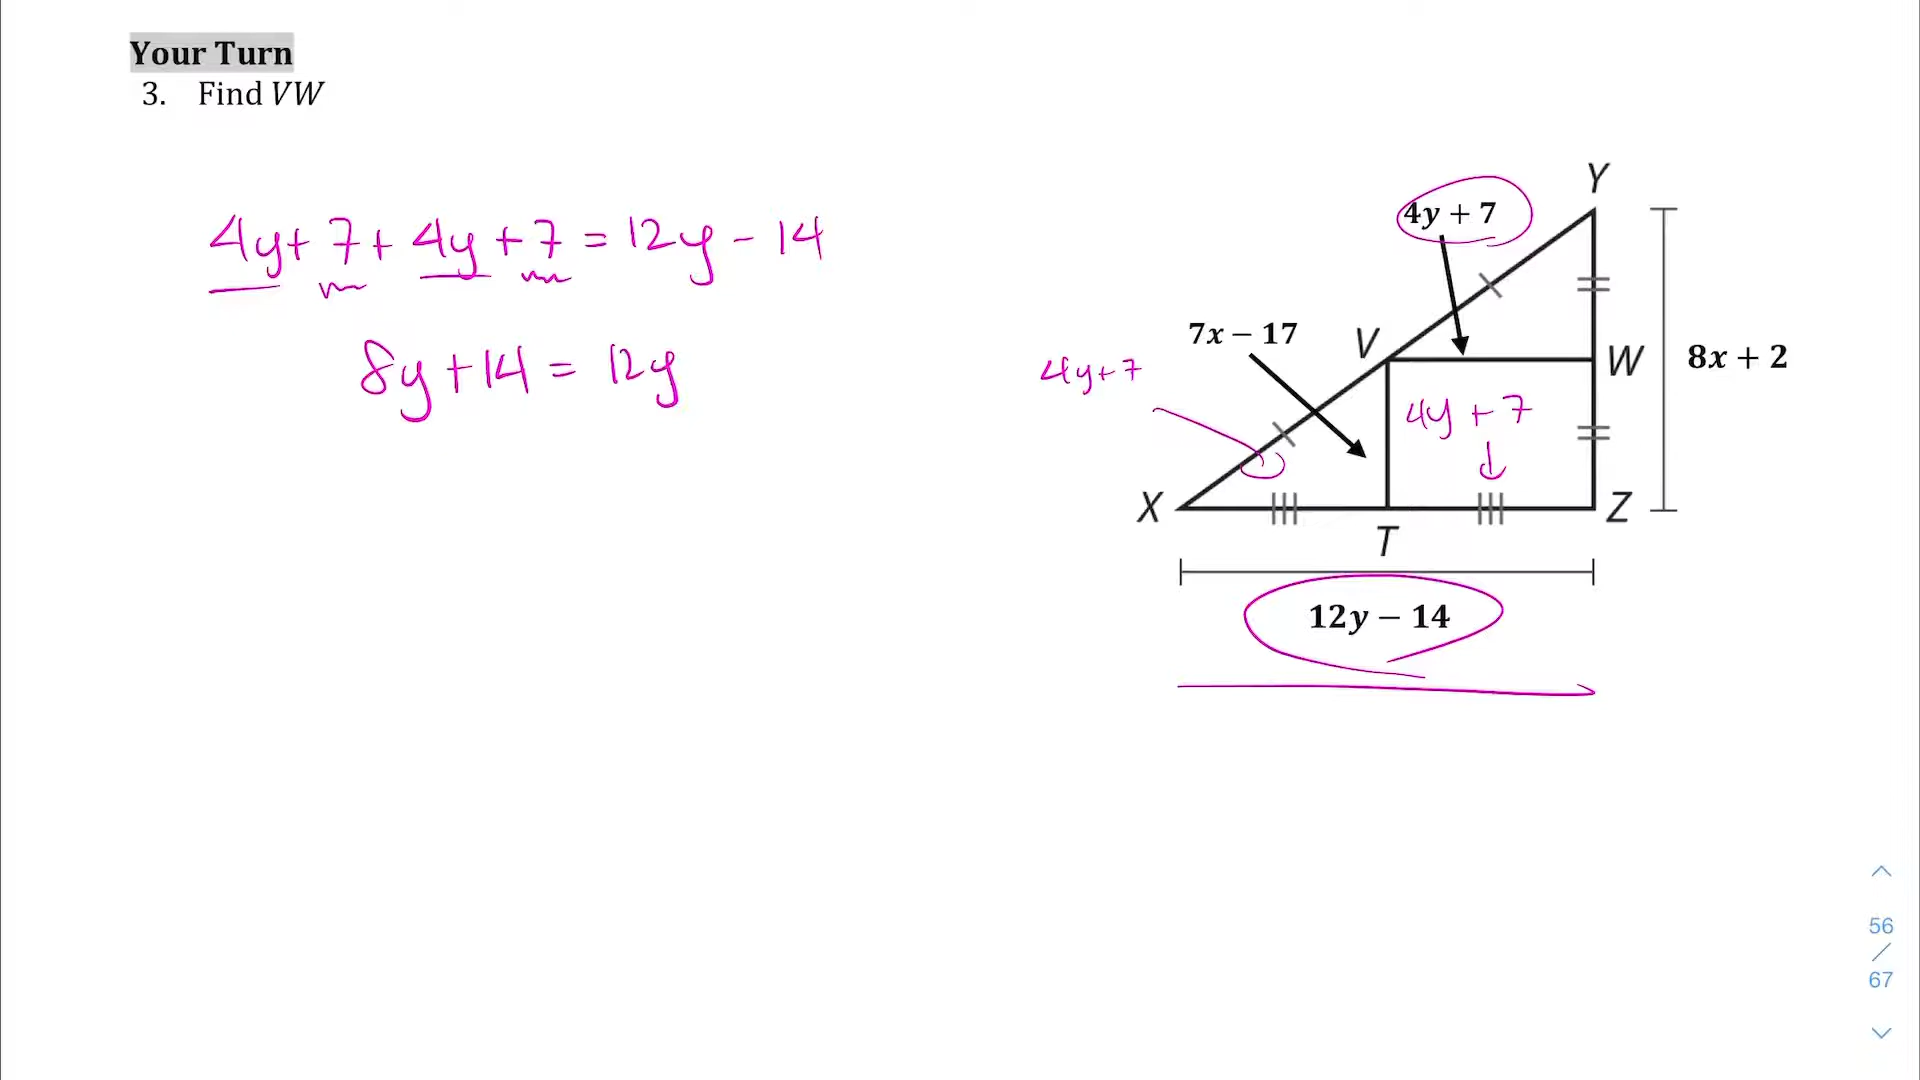 Your Turn
3. Find VW
4y + 7 + 4y + 7 = 12y - 14
8y + 14 = 12y
Y
4y + 7
7x − 17
V
W
8x + 2
4y + 7
4y + 7
X
Z
T
12y − 14
56
/
67